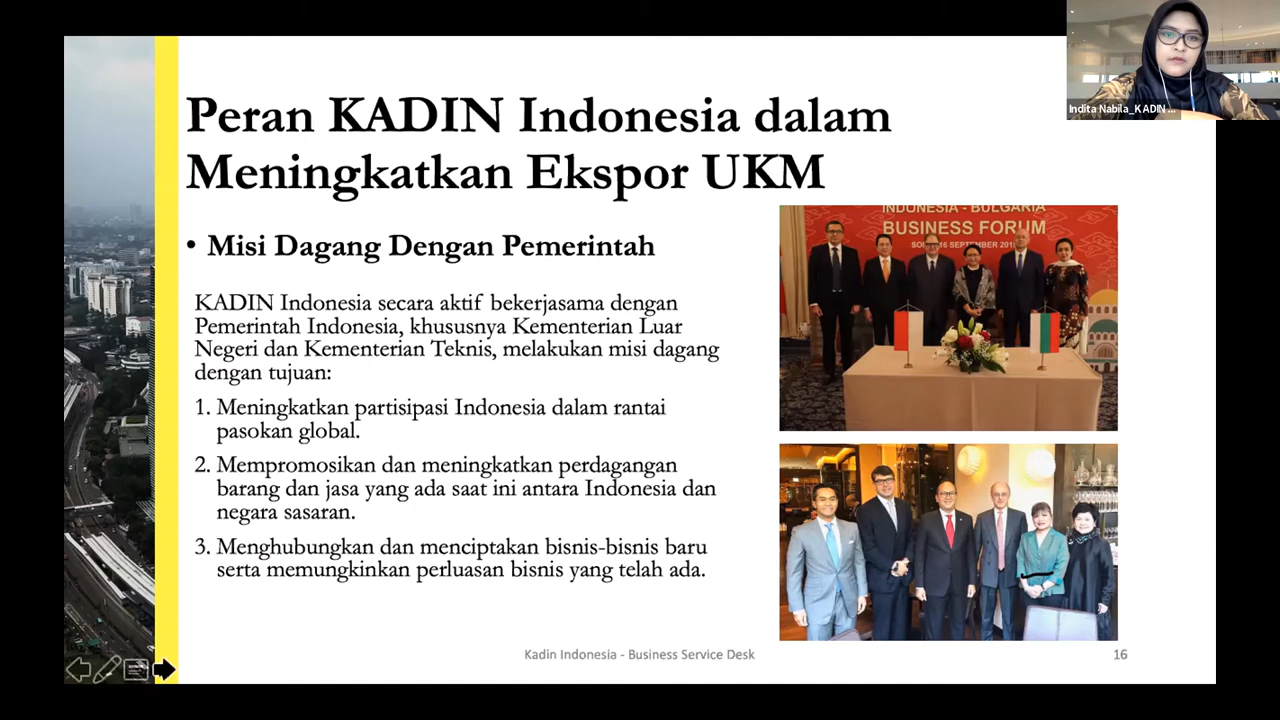 Indita Nabila_KADIN ...
Peran KADIN Indonesia dalam
Meningkatkan Ekspor UKM
• Misi Dagang Dengan Pemerintah
KADIN Indonesia secara aktif bekerjasama dengan
Pemerintah Indonesia, khususnya Kementerian Luar
Negeri dan Kementerian Teknis, melakukan misi dagang
dengan tujuan:
1. Meningkatkan partisipasi Indonesia dalam rantai
pasokan global.
2. Mempromosikan dan meningkatkan perdagangan
barang dan jasa yang ada saat ini antara Indonesia dan
negara sasaran.
3. Menghubungkan dan menciptakan bisnis-bisnis baru
serta memungkinkan perluasan bisnis yang telah ada.
INDONESIA - BULGARIA
BUSINESS FORUM
16 SEPTEMBER
Kadin Indonesia - Business Service Desk
16